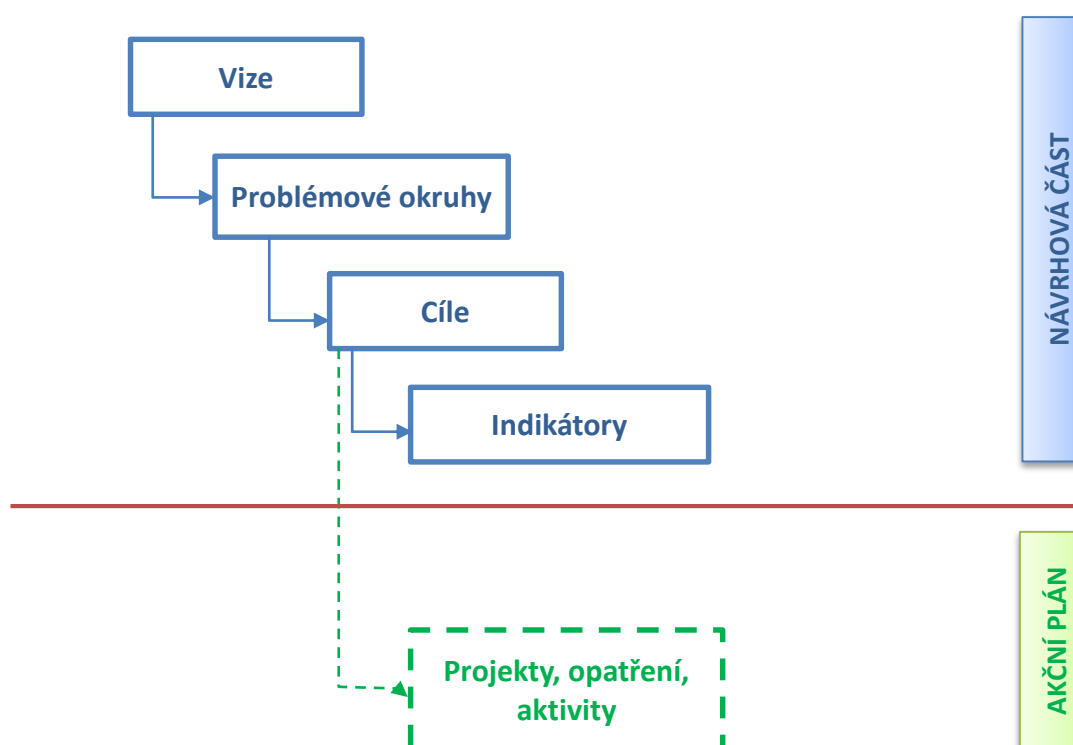 Vize
Problémové okruhy
Cíle
Indikátory
NÁVRHOVÁ ČÁST
Projekty, opatření,
aktivity
AKČNÍ PLÁN